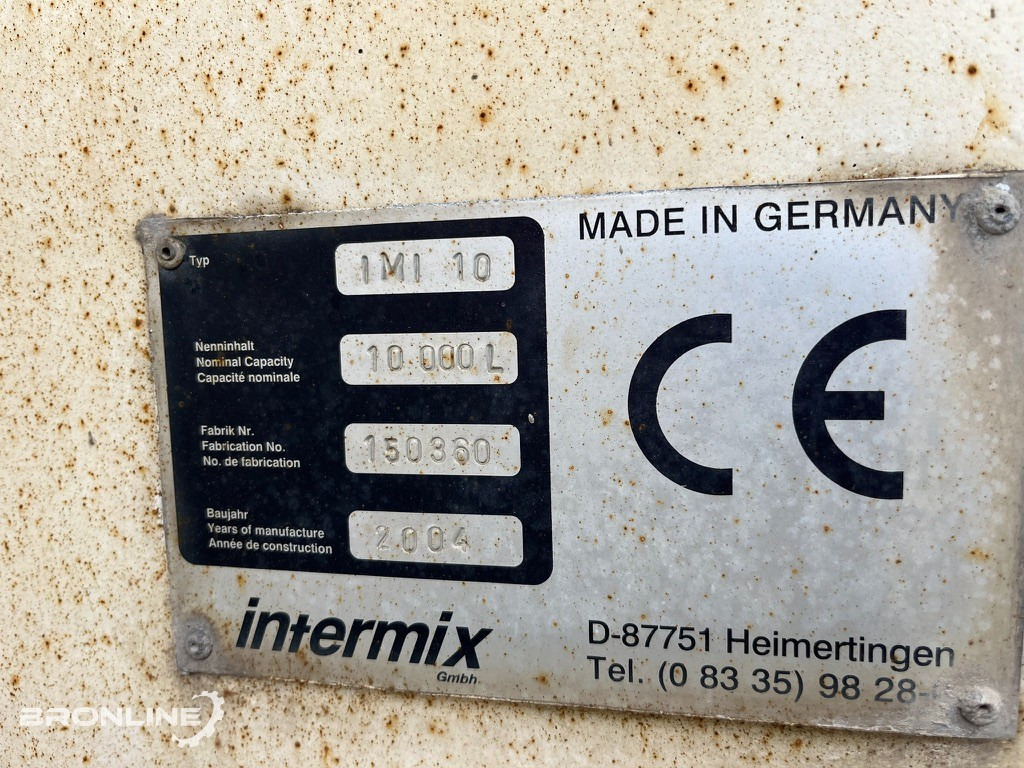 MADE IN GERMANY
Typ
1MI 10
Nenninhalt
Nominal Capacity
Capacité nominale
10 000 L
Fabrik Nr.
Fabrication No.
No. de fabrication
150360
Baujahr
Years of manufacture
Année de construction
2004
CE
intermix
Gmbh.
D-87751 Heimertingen
Tel. (0 83 35) 98 28-
BRONLINE